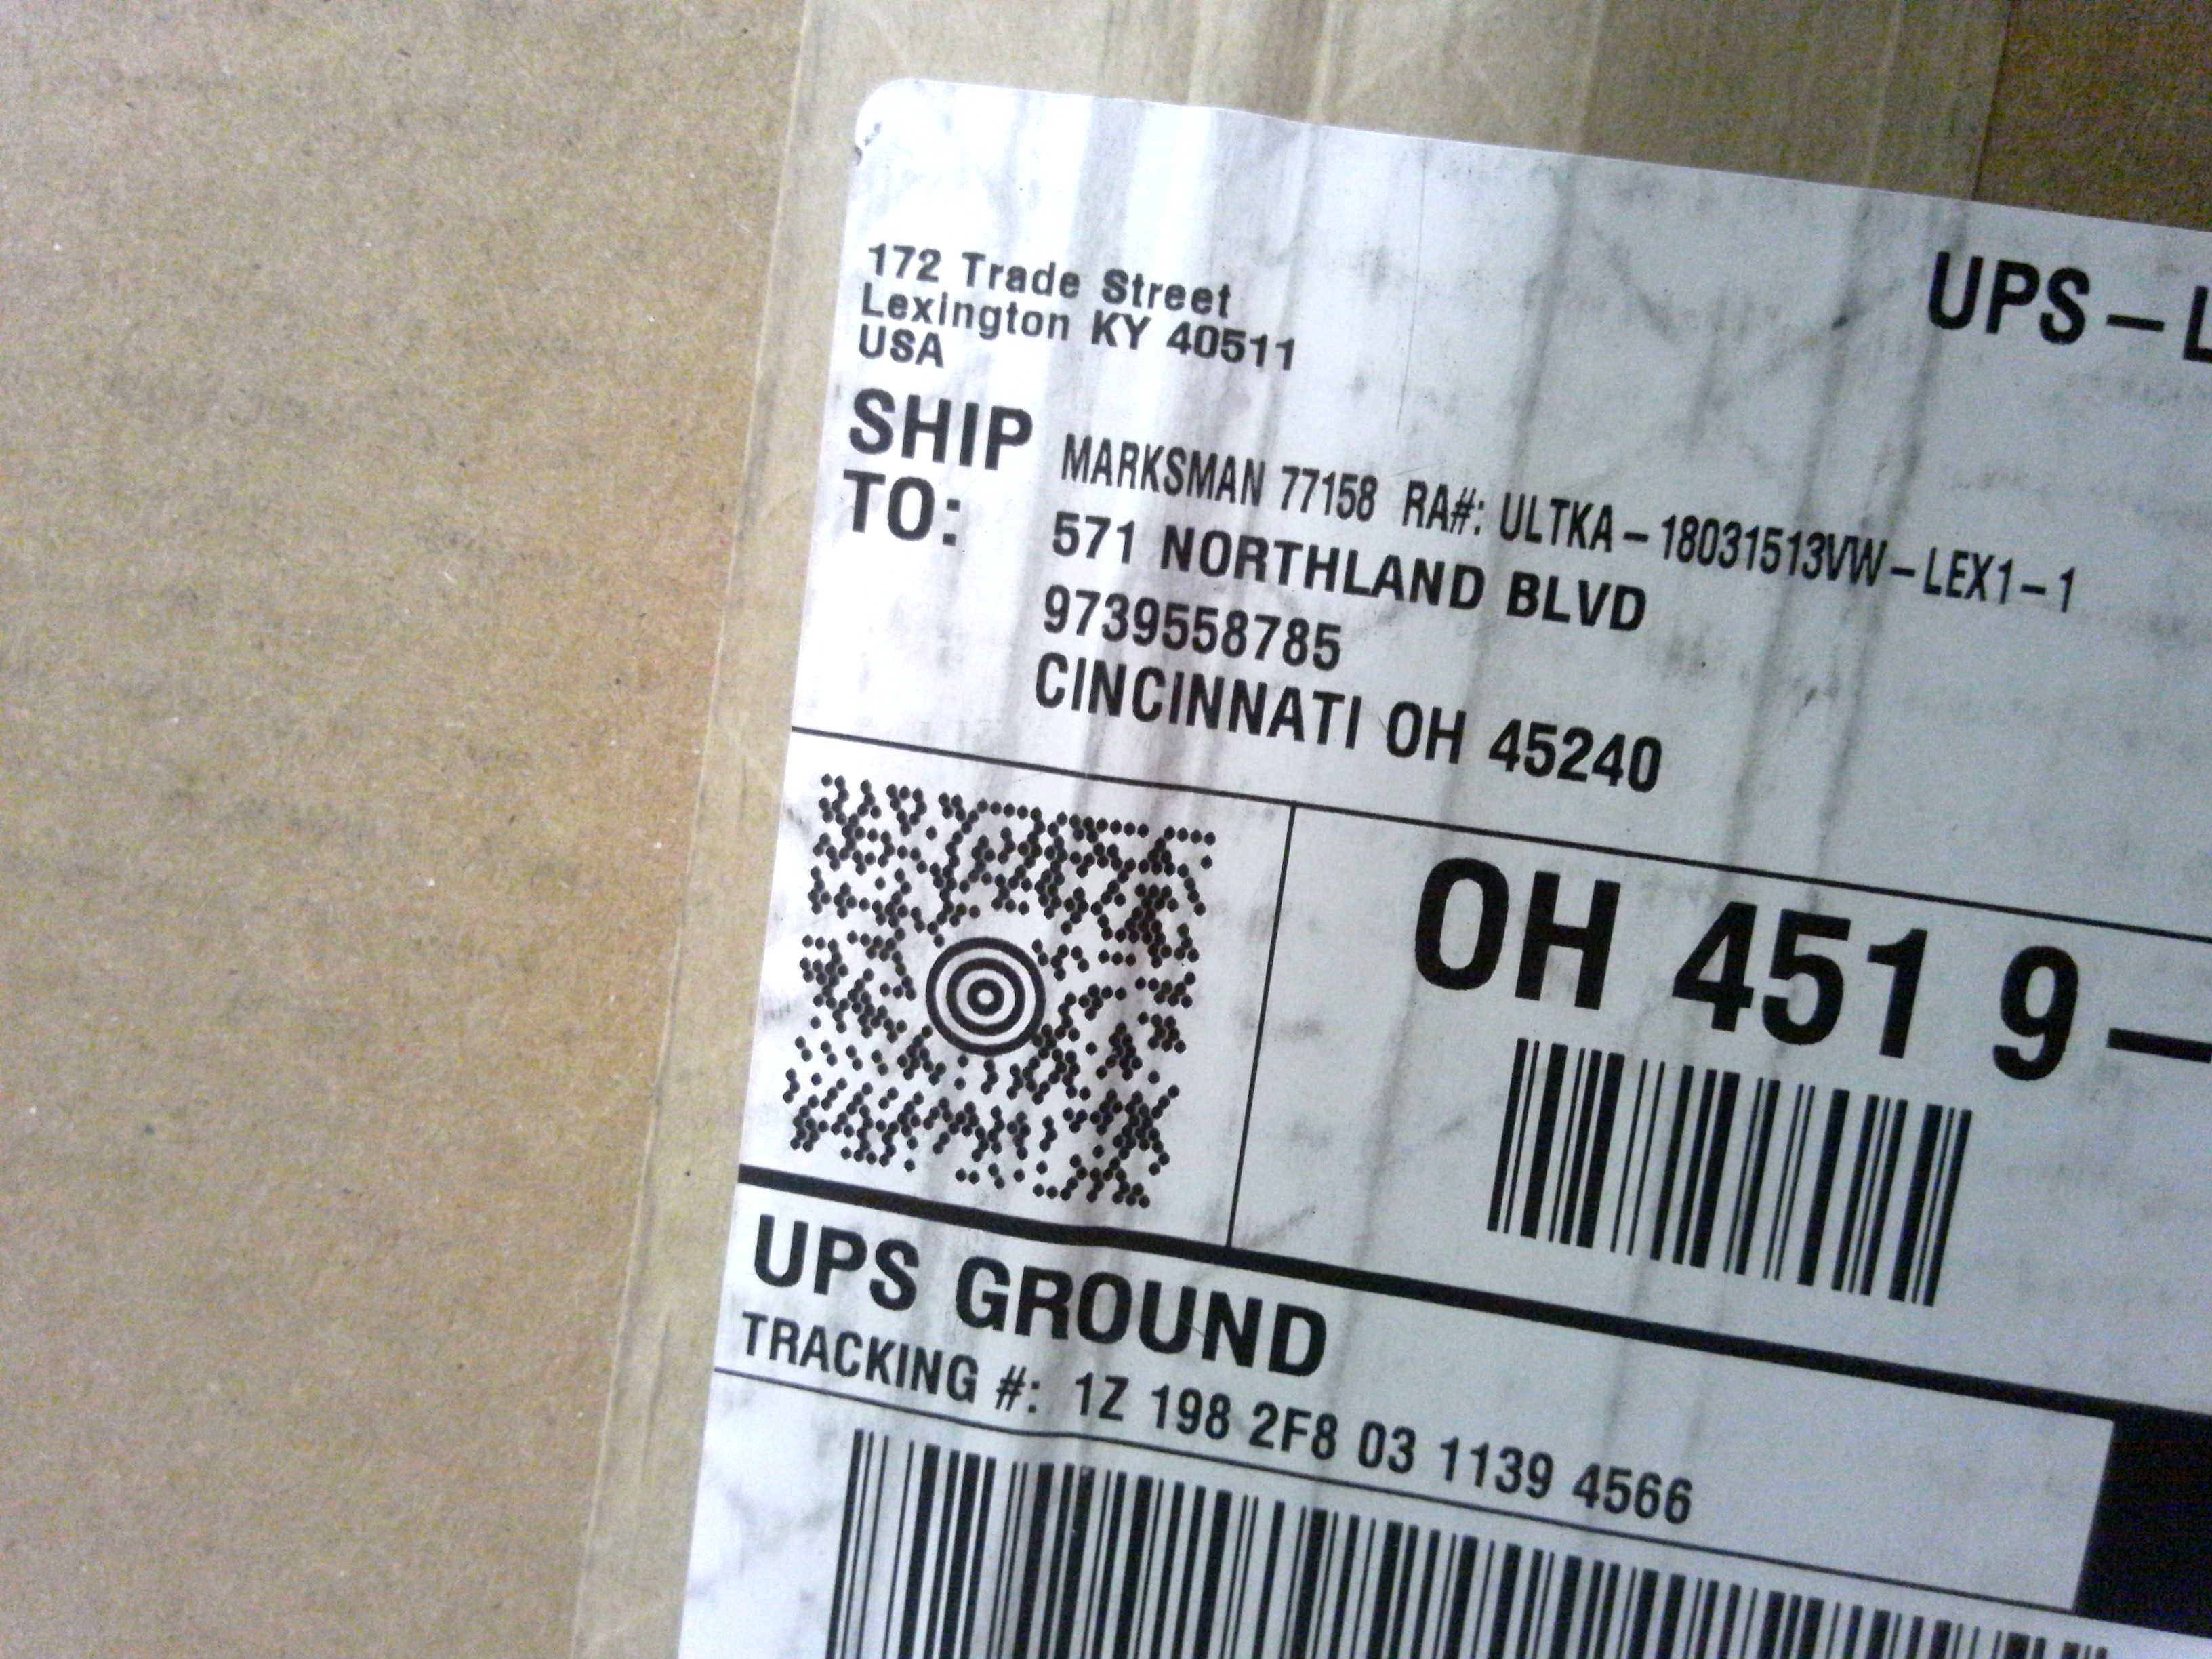 172 Trade Street
Lexington KY 40511
USA
UPS – L
SHIP TO:
MARKSMAN 77158 RA#: ULTKA – 18031513VW – LEX1 – 1
571 NORTHLAND BLVD
9739558785
CINCINNATI OH 45240
OH 451 9 –
UPS GROUND
TRACKING #: 1Z 198 2F8 03 1139 4566